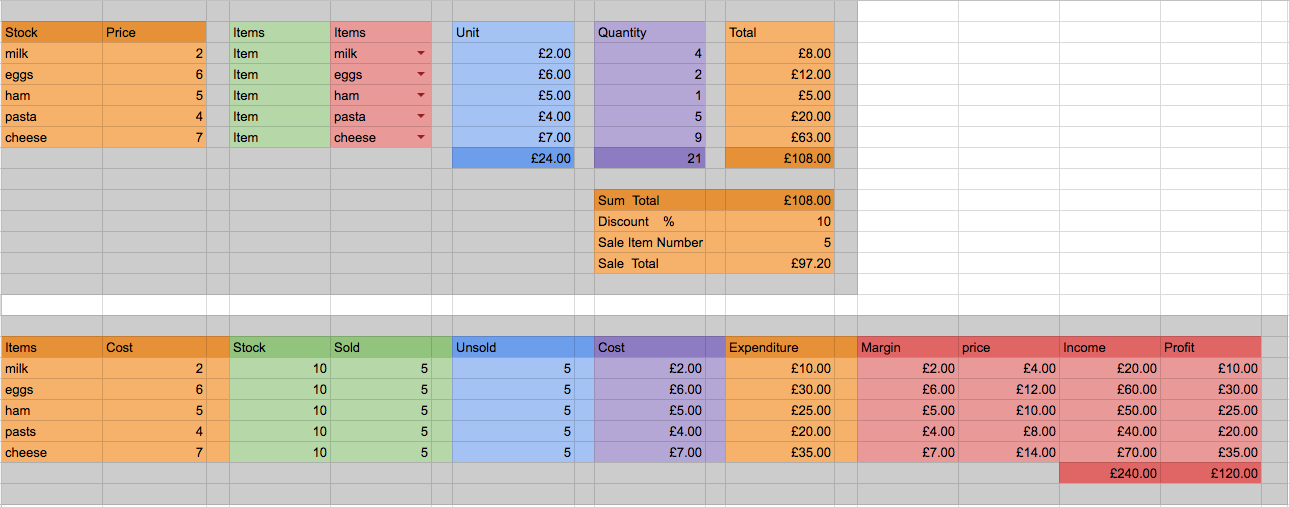 Stock Price Items Items Unit Quantity Total
milk 2 Item milk £2.00 4 £8.00
eggs 6 Item eggs £6.00 2 £12.00
ham 5 Item ham £5.00 1 £5.00
pasta 4 Item pasta £4.00 5 £20.00
cheese 7 Item cheese £7.00 9 £63.00
£24.00 21 £108.00
Sum Total £108.00
Discount % 10
Sale Item Number 5
Sale Total £97.20
Items Cost Stock Sold Unsold Cost Expenditure Margin price Income Profit
milk 2 10 5 5 £2.00 £10.00 £2.00 £4.00 £20.00 £10.00
eggs 6 10 5 5 £6.00 £30.00 £6.00 £12.00 £60.00 £30.00
ham 5 10 5 5 £5.00 £25.00 £5.00 £10.00 £50.00 £25.00
pasts 4 10 5 5 £4.00 £20.00 £4.00 £8.00 £40.00 £20.00
cheese 7 10 5 5 £7.00 £35.00 £7.00 £14.00 £70.00 £35.00
£240.00 £120.00